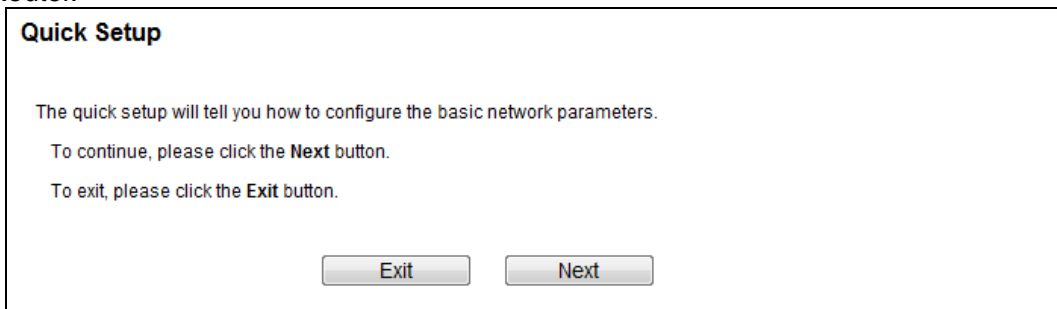 Quick Setup
The quick setup will tell you how to configure the basic network parameters.
To continue, please click the Next button.
To exit, please click the Exit button.
Exit Next